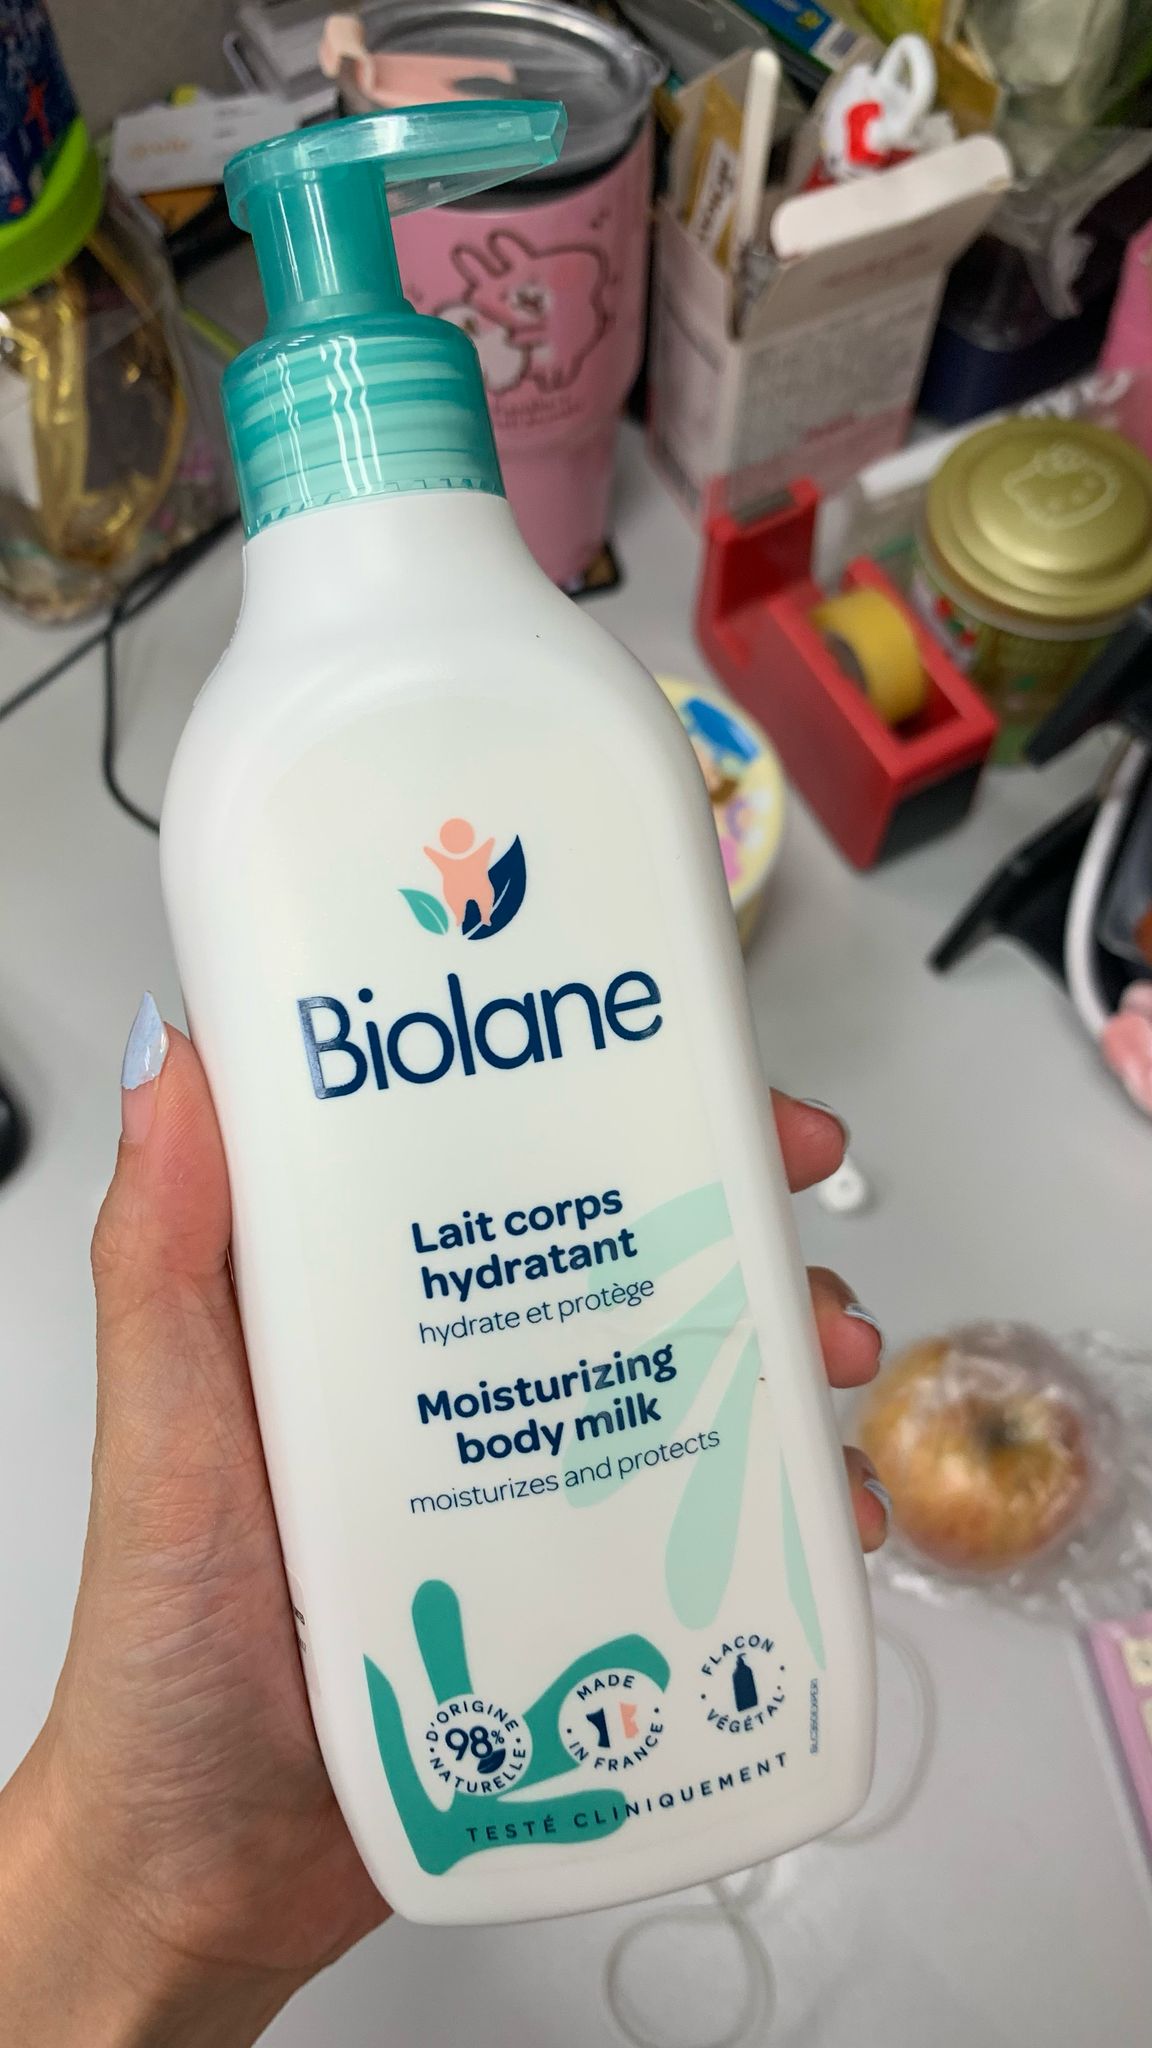 Biolane
Lait corps
hydratant
hydrate et protège
Moisturizing
body milk
moisturizes and protects
D'ORIGINE
98%
NATURELLE
MADE
IN FRANCE
FLACON
VÉGÉTAL
TESTÉ CLINIQUEMENT